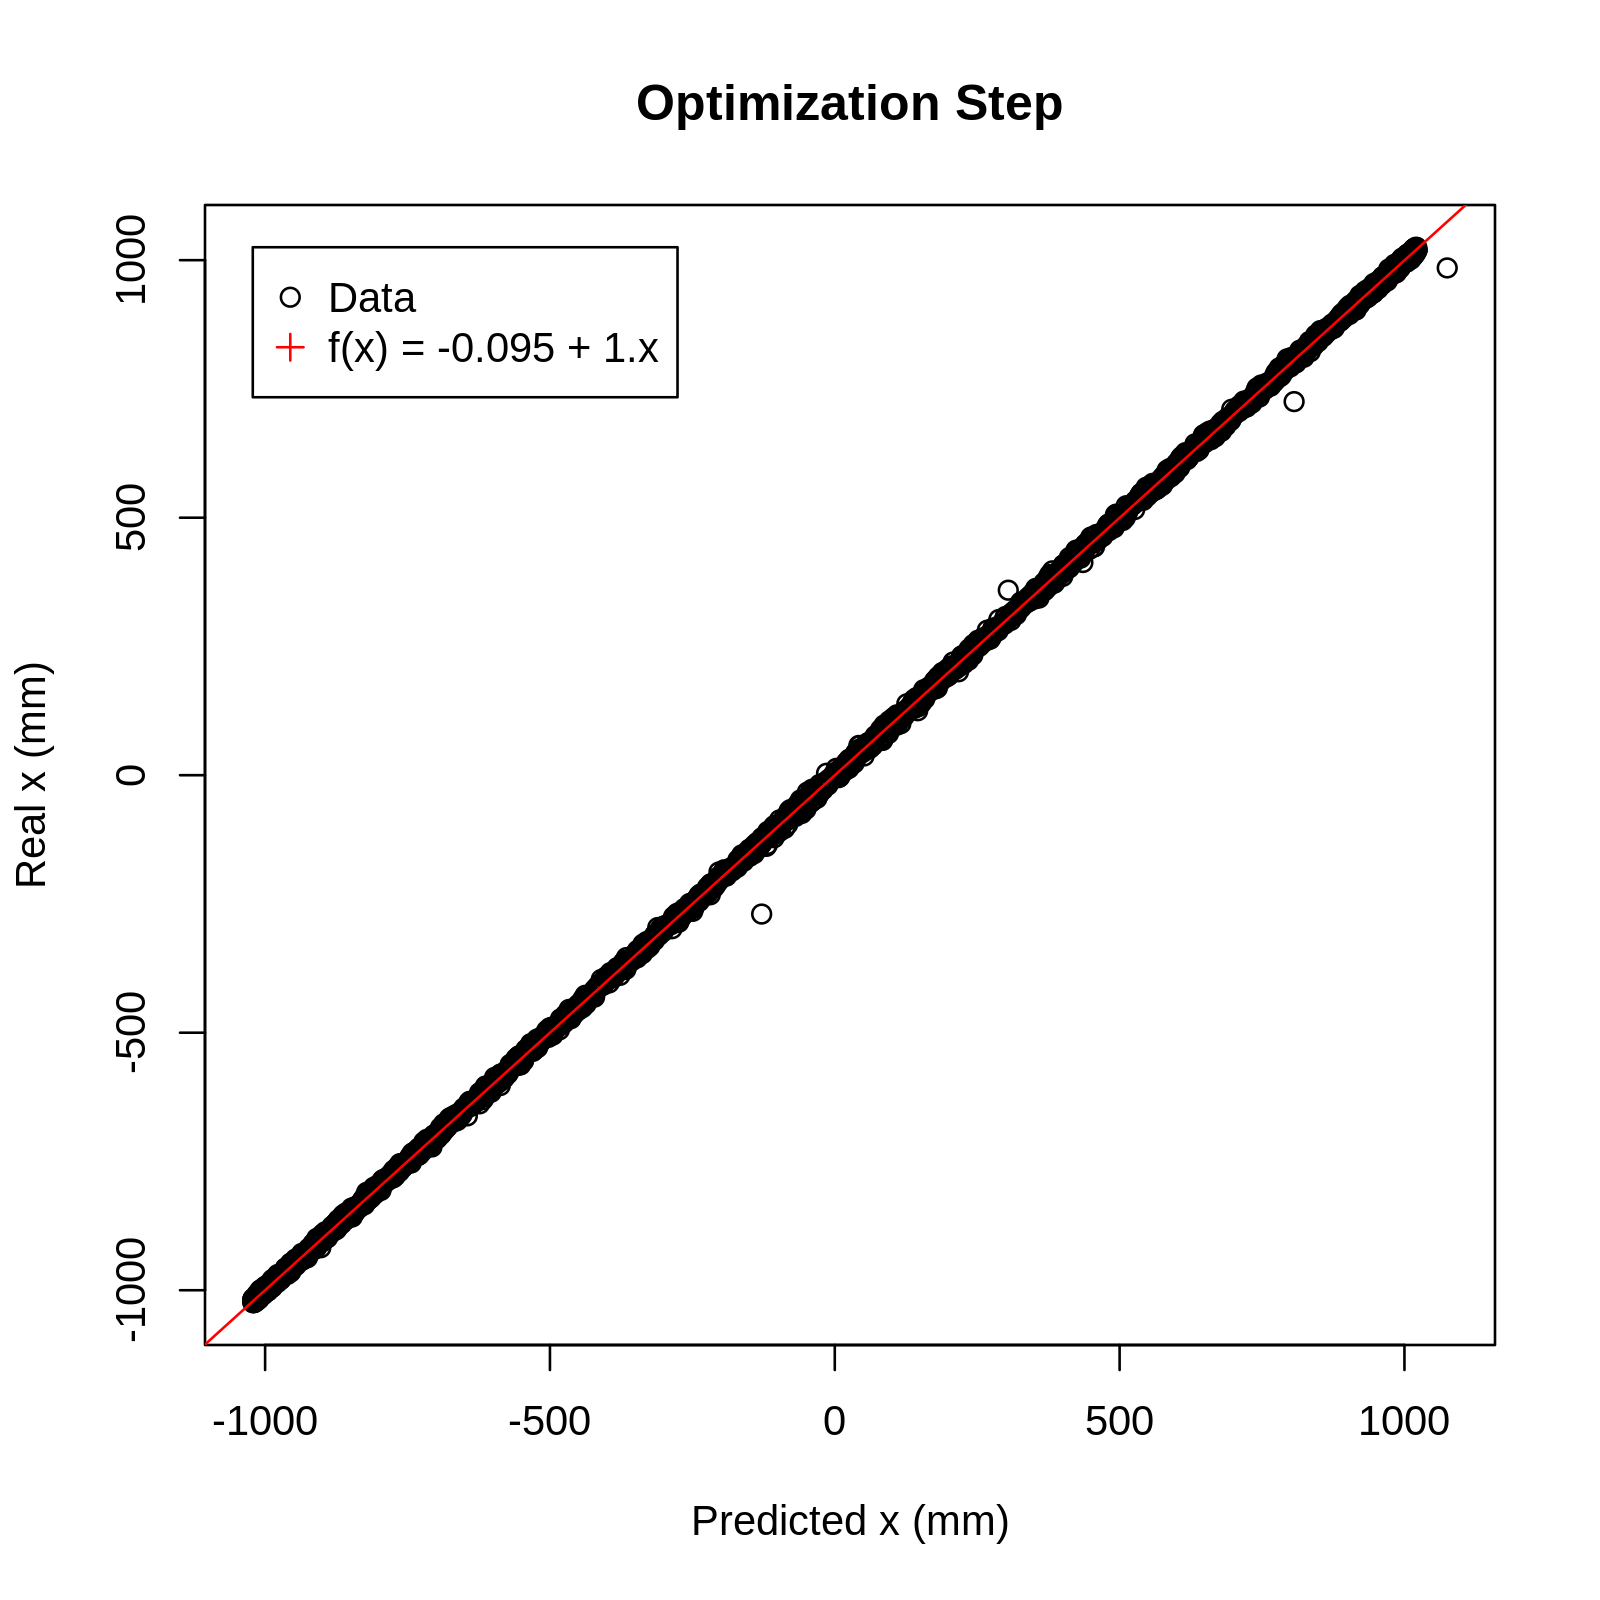 Optimization Step
Data
f(x) = -0.095 + 1.x
1000
500
0
-500
-1000
Real x (mm)
-1000
-500
0
500
1000
Predicted x (mm)